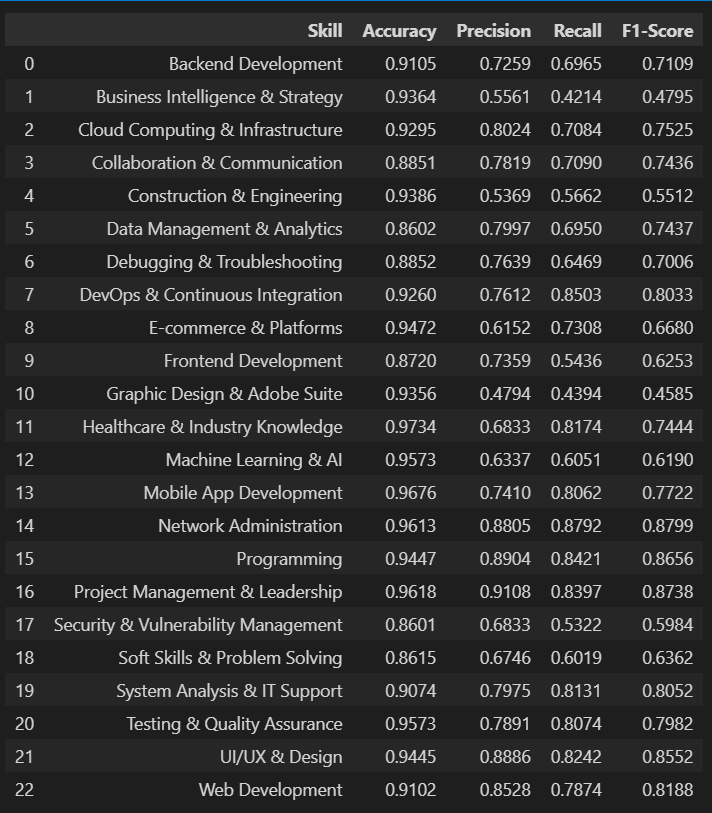 Skill Accuracy Precision Recall F1-Score
0 Backend Development 0.9105 0.7259 0.6965 0.7109
1 Business Intelligence & Strategy 0.9364 0.5561 0.4214 0.4795
2 Cloud Computing & Infrastructure 0.9295 0.8024 0.7084 0.7525
3 Collaboration & Communication 0.8851 0.7819 0.7090 0.7436
4 Construction & Engineering 0.9386 0.5369 0.5662 0.5512
5 Data Management & Analytics 0.8602 0.7997 0.6950 0.7437
6 Debugging & Troubleshooting 0.8852 0.7639 0.6469 0.7006
7 DevOps & Continuous Integration 0.9260 0.7612 0.8503 0.8033
8 E-commerce & Platforms 0.9472 0.6152 0.7308 0.6680
9 Frontend Development 0.8720 0.7359 0.5436 0.6253
10 Graphic Design & Adobe Suite 0.9356 0.4794 0.4394 0.4585
11 Healthcare & Industry Knowledge 0.9734 0.6833 0.8174 0.7444
12 Machine Learning & AI 0.9573 0.6337 0.6051 0.6190
13 Mobile App Development 0.9676 0.7410 0.8062 0.7722
14 Network Administration 0.9613 0.8805 0.8792 0.8799
15 Programming 0.9447 0.8904 0.8421 0.8656
16 Project Management & Leadership 0.9618 0.9108 0.8397 0.8738
17 Security & Vulnerability Management 0.8601 0.6833 0.5322 0.5984
18 Soft Skills & Problem Solving 0.8615 0.6746 0.6019 0.6362
19 System Analysis & IT Support 0.9074 0.7975 0.8131 0.8052
20 Testing & Quality Assurance 0.9573 0.7891 0.8074 0.7982
21 UI/UX & Design 0.9445 0.8886 0.8242 0.8552
22 Web Development 0.9102 0.8528 0.7874 0.8188